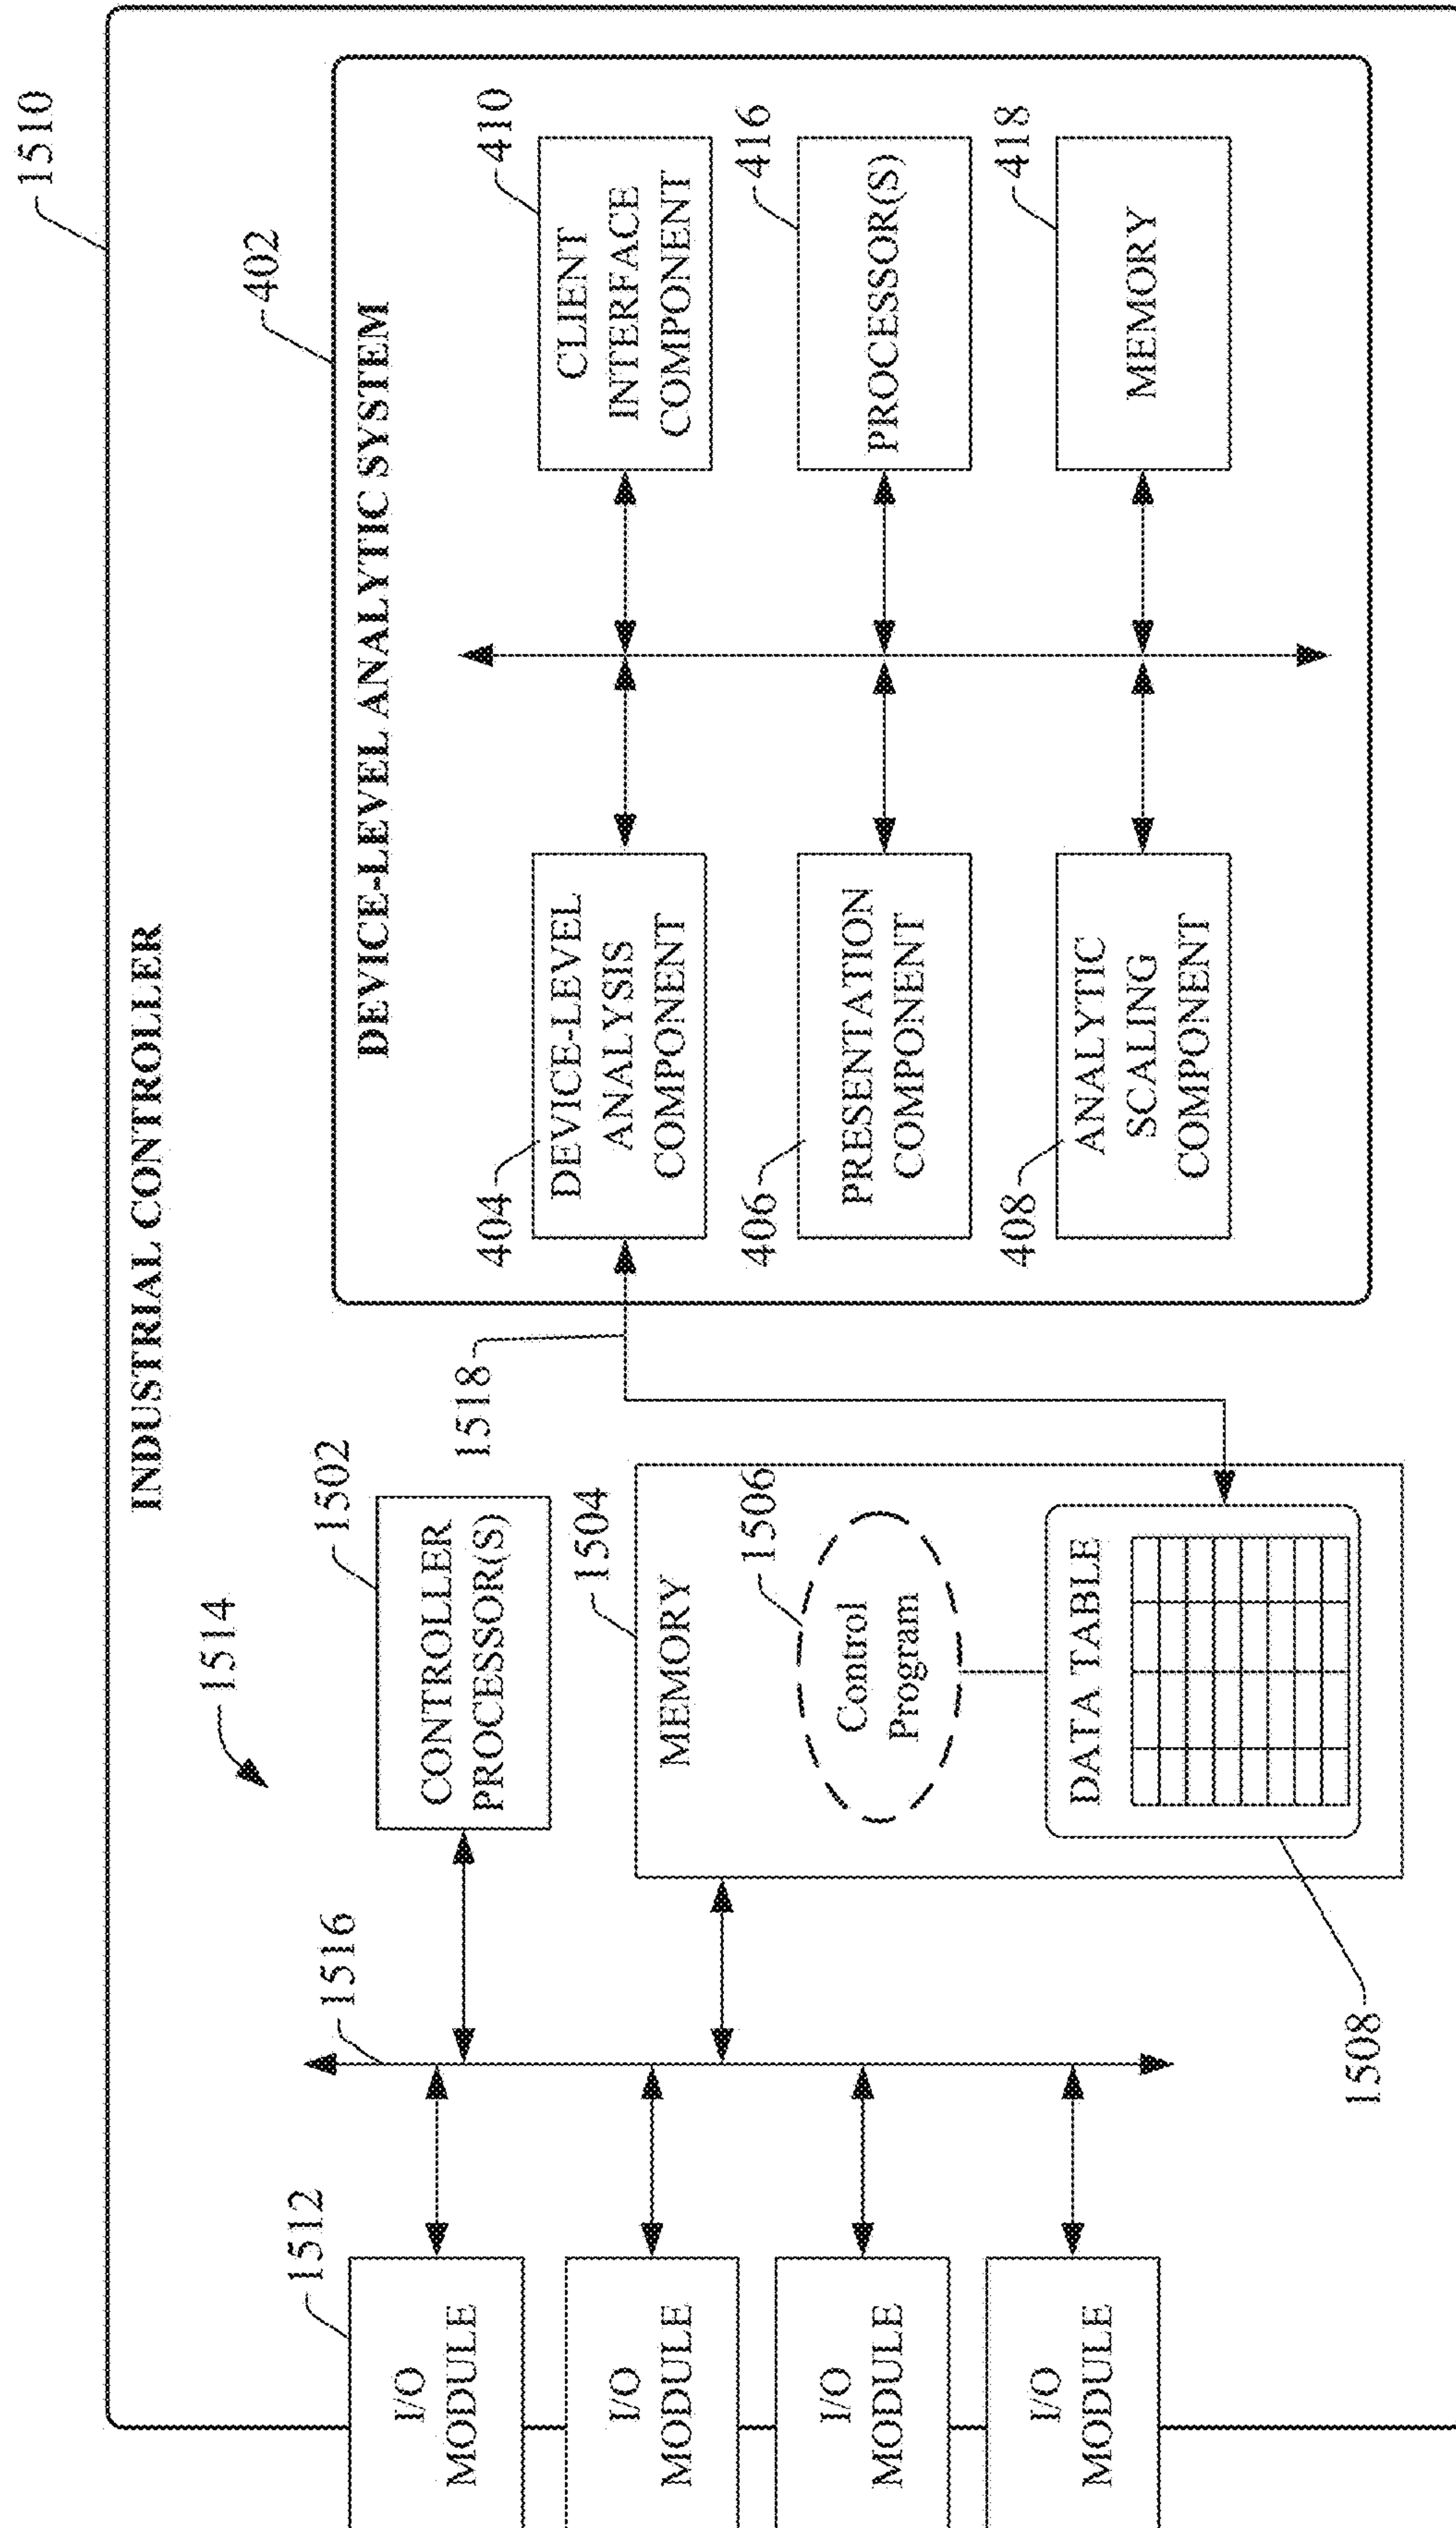 1510
INDUSTRIAL CONTROLLER
1514
402
DEVICE-LEVEL ANALYTIC SYSTEM
1512
I/O
MODULE
I/O
MODULE
I/O
MODULE
I/O
MODULE
1516
1502
CONTROLLER
PROCESSOR(S)
1504
MEMORY
1506
Control
Program
DATA TABLE
1508
1518
404
DEVICE-LEVEL
ANALYSIS
COMPONENT
406
PRESENTATION
COMPONENT
408
ANALYTIC
SCALING
COMPONENT
410
CLIENT
INTERFACE
COMPONENT
416
PROCESSOR(S)
418
MEMORY